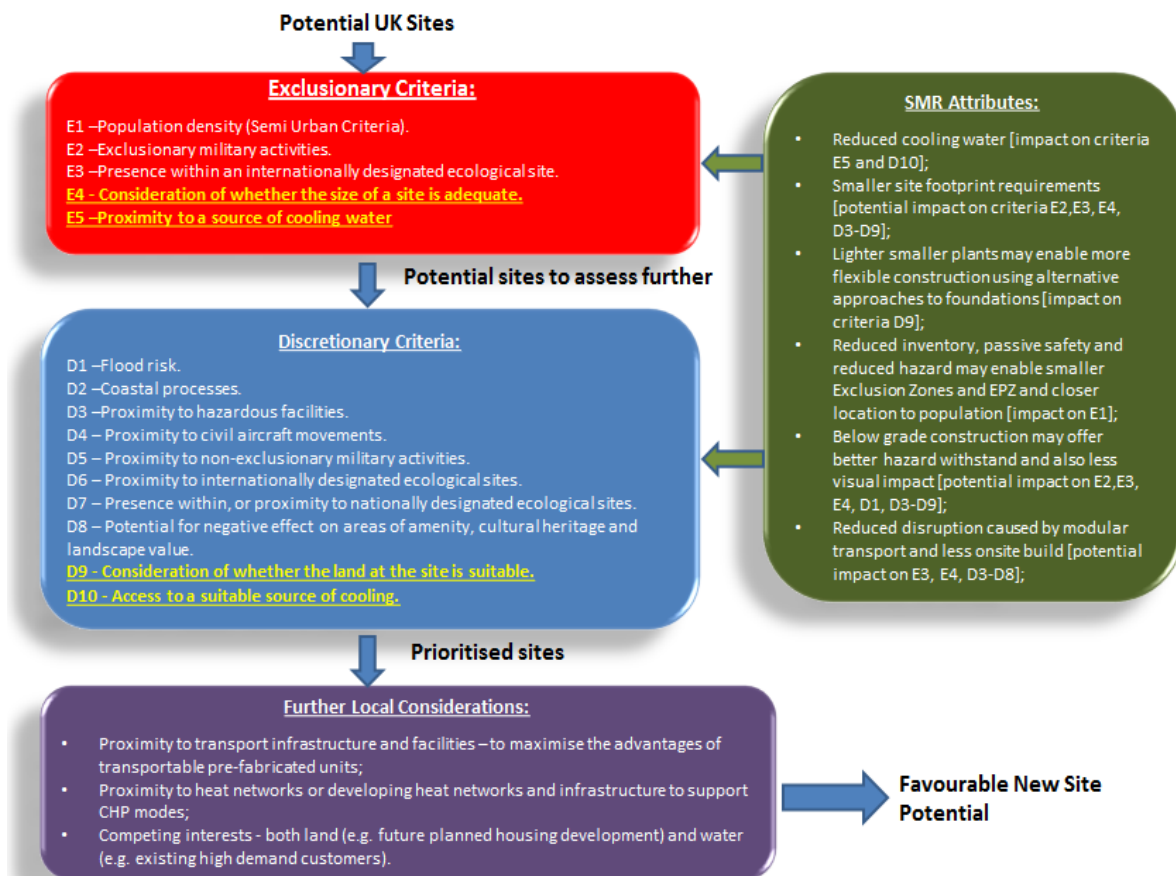 Potential UK Sites
Exclusionary Criteria:
E1 –Population density (Semi Urban Criteria).
E2 –Exclusionary military activities.
E3 –Presence within an internationally designated ecological site.
E4 - Consideration of whether the size of a site is adequate.
E5 –Proximity to a source of cooling water
Potential sites to assess further
Discretionary Criteria:
D1 –Flood risk.
D2 –Coastal processes.
D3 –Proximity to hazardous facilities.
D4 – Proximity to civil aircraft movements.
D5 – Proximity to non-exclusionary military activities.
D6 – Proximity to internationally designated ecological sites.
D7 – Presence within, or proximity to nationally designated ecological sites.
D8 – Potential for negative effect on areas of amenity, cultural heritage and
landscape value.
D9 - Consideration of whether the land at the site is suitable.
D10 - Access to a suitable source of cooling.
Prioritised sites
Further Local Considerations:
• Proximity to transport infrastructure and facilities – to maximise the advantages of
transportable pre-fabricated units;
• Proximity to heat networks or developing heat networks and infrastructure to support
CHP modes;
• Competing interests - both land (e.g. future planned housing development) and water
(e.g. existing high demand customers).
Favourable New Site
Potential
SMR Attributes:
• Reduced cooling water [impact on criteria
E5 and D10];
• Smaller site footprint requirements
[potential impact on criteria E2,E3, E4,
D3-D9];
• Lighter smaller plants may enable more
flexible construction using alternative
approaches to foundations [impact on
criteria D9];
• Reduced inventory, passive safety and
reduced hazard may enable smaller
Exclusion Zones and EPZ and closer
location to population [impact on E1];
• Below grade construction may offer
better hazard withstand and also less
visual impact [potential impact on E2,E3,
E4, D1, D3-D9];
• Reduced disruption caused by modular
transport and less onsite build [potential
impact on E3, E4, D3-D8];